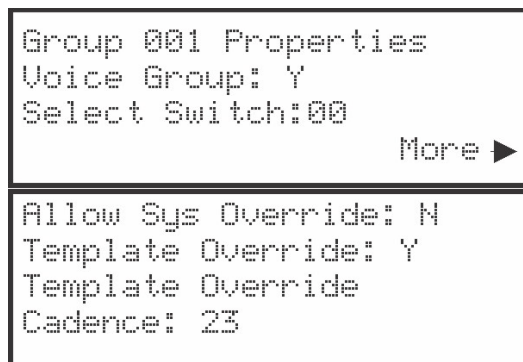 Group 001 Properties
Voice Group: Y
Select Switch:00
More ►
Allow Sys Override: N
Template Override: Y
Template Override
Cadence: 23